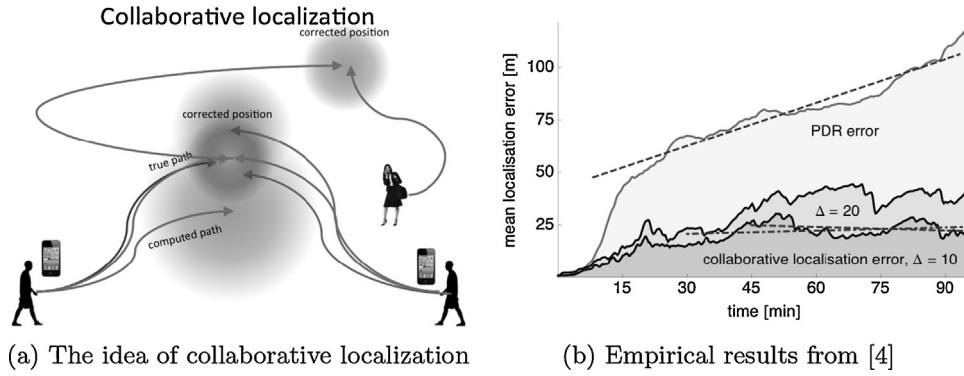 Collaborative localization
corrected position
corrected position
true path
computed path
(a) The idea of collaborative localization
mean localisation error [m]
100
75
50
25
PDR error
Δ = 20
collaborative localisation error, Δ = 10
15 30 45 60 75 90
time [min]
(b) Empirical results from [4]